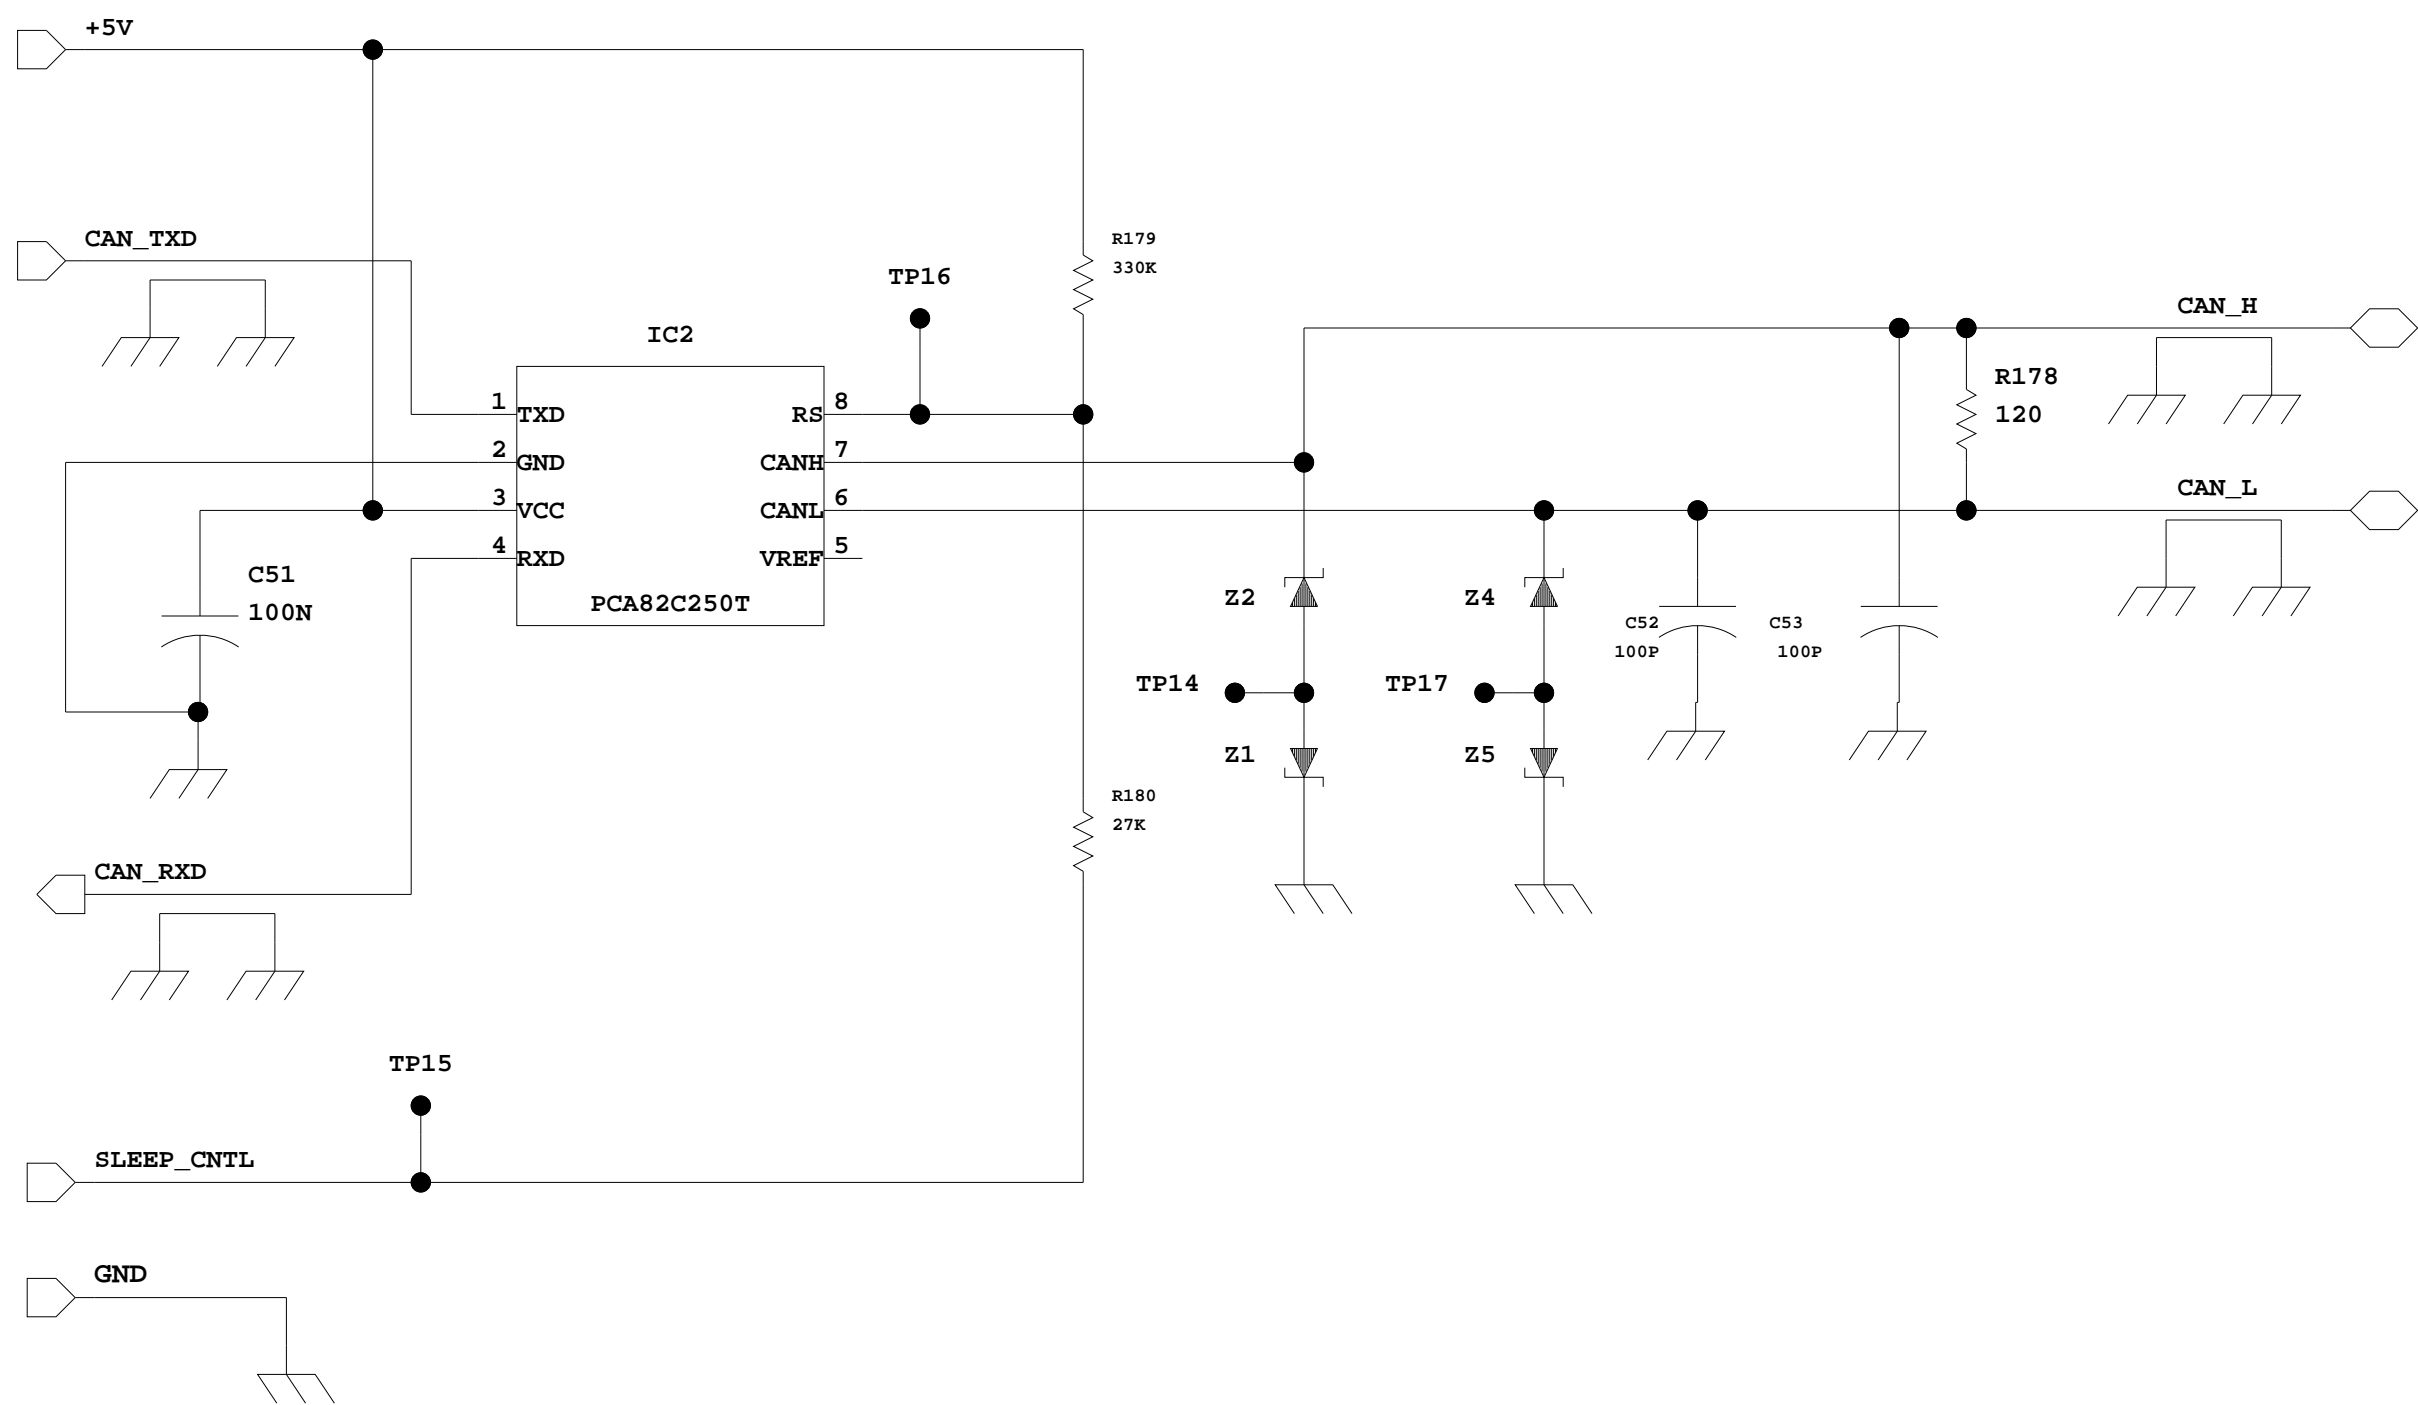 +5V
CAN_TXD
R179
330K
TP16
IC2
CAN_H
R178
120
1
TXD
RS
8
2
GND
CANH
7
3
VCC
CANL
6
CAN_L
4
RXD
VREF
5
C51
100N
PCA82C250T
Z2
Z4
C52
100P
C53
100P
TP14
TP17
Z1
Z5
R180
27K
CAN_RXD
TP15
SLEEP_CNTL
GND